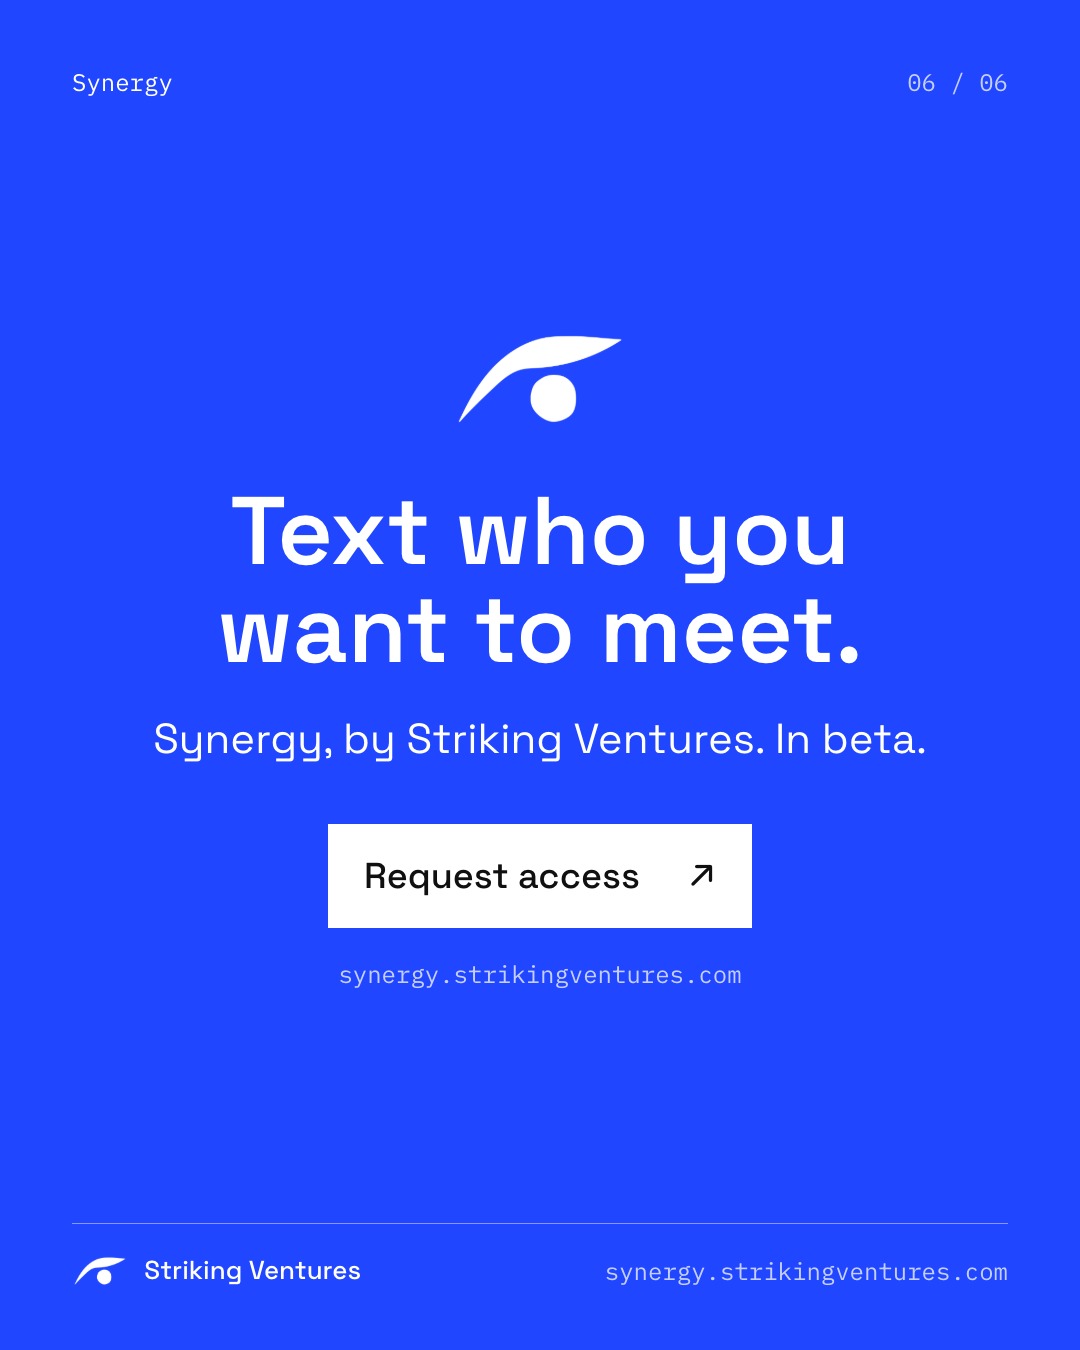 Synergy
06 / 06
Text who you
want to meet.
Synergy, by Striking Ventures. In beta.
Request access
synergy.strikingventures.com
Striking Ventures
synergy.strikingventures.com